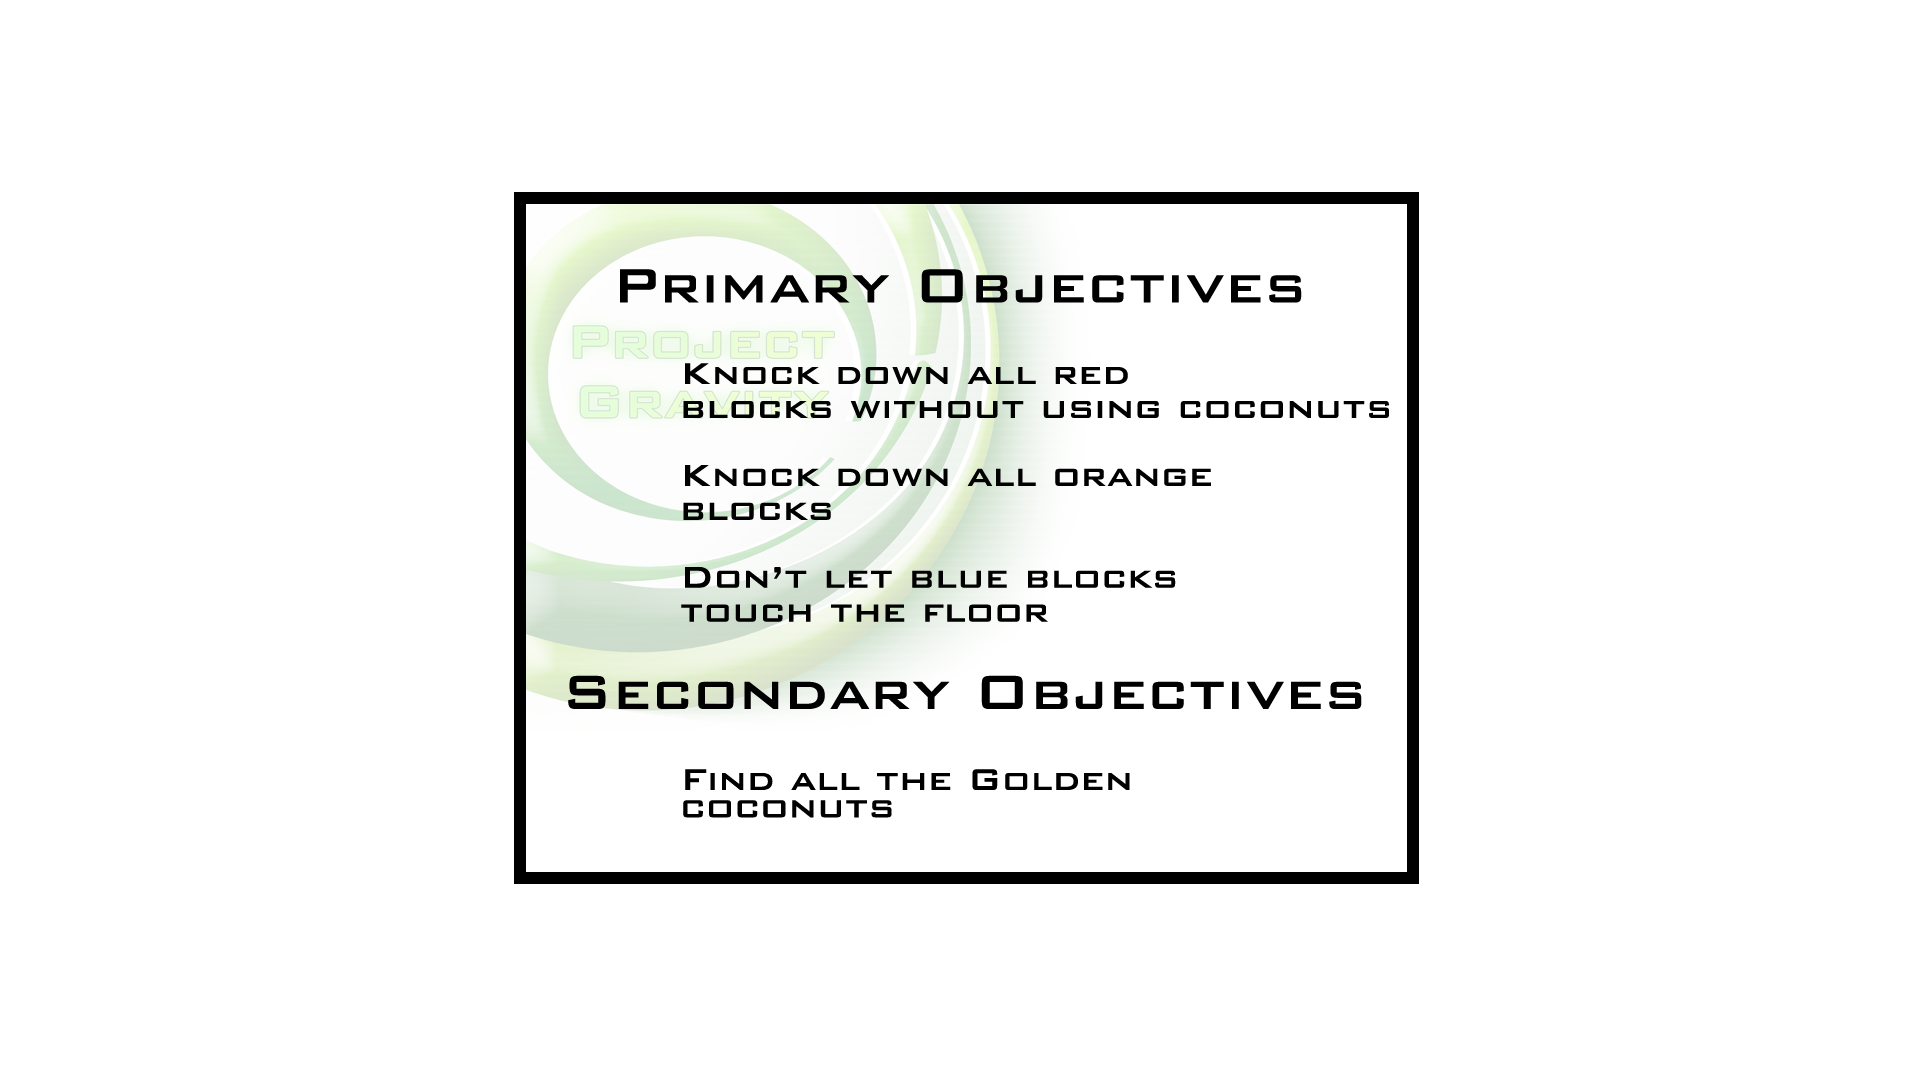 Primary Objectives
Project
Gravity
Knock down all red
blocks without using coconuts
Knock down all orange
blocks
Don't let blue blocks
touch the floor
Secondary Objectives
Find all the Golden
coconuts